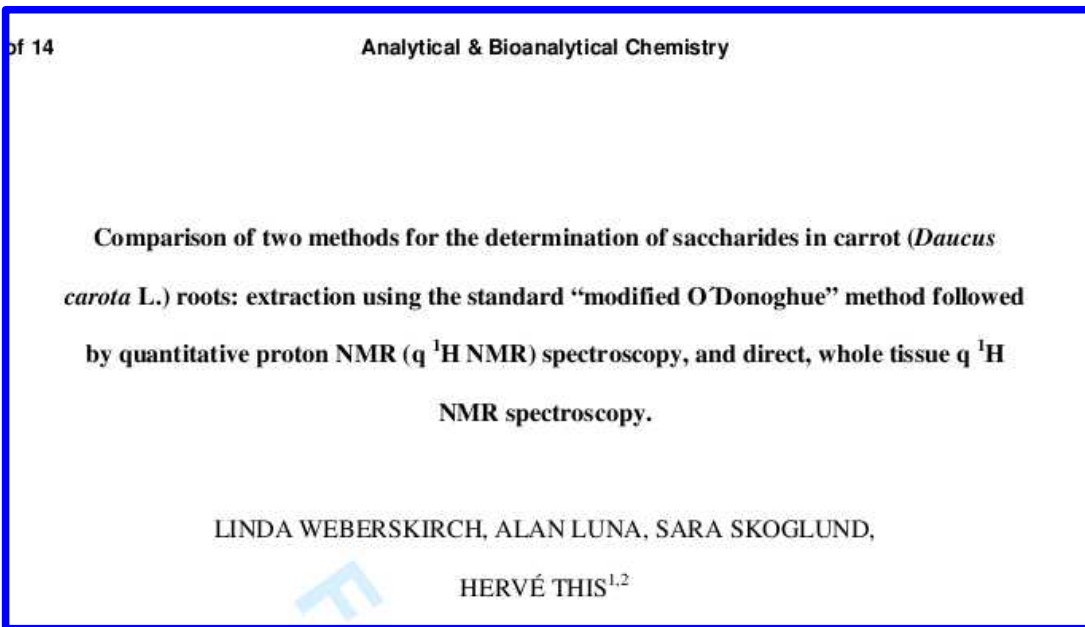 of 14
Analytical & Bioanalytical Chemistry
Comparison of two methods for the determination of saccharides in carrot (Daucus
carota L.) roots: extraction using the standard “modified O´Donoghue” method followed
by quantitative proton NMR (q ¹H NMR) spectroscopy, and direct, whole tissue q ¹H
NMR spectroscopy.
LINDA WEBERSKIRCH, ALAN LUNA, SARA SKOGLUND,
HERVÉ THIS¹,²